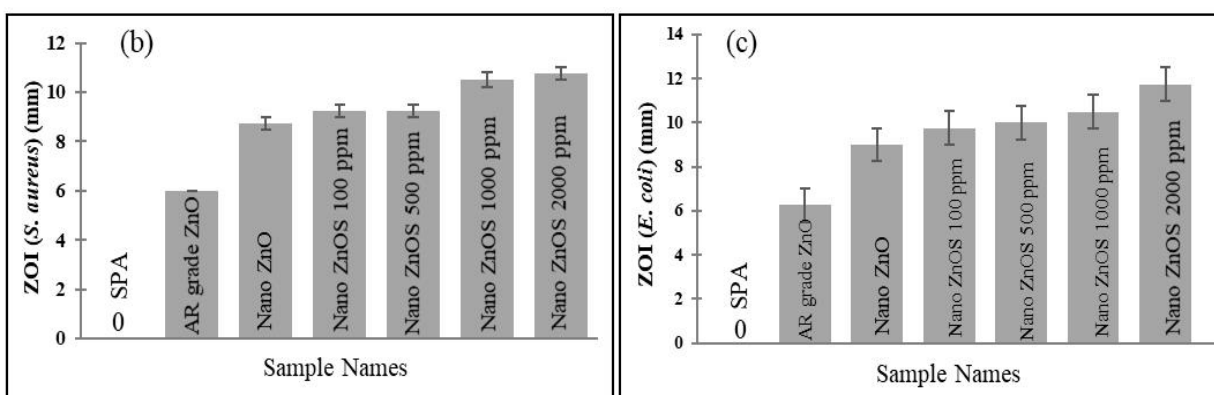 (b)
ZOI (S. aureus) (mm)
12
10
8
6
4
2
0
SPA
0
AR grade ZnO
Nano ZnO
Nano ZnOS 100 ppm
Nano ZnOS 500 ppm
Nano ZnOS 1000 ppm
Nano ZnOS 2000 ppm
Sample Names
(c)
ZOI (E. coli) (mm)
14
12
10
8
6
4
2
0
SPA
0
AR grade ZnO
Nano ZnO
Nano ZnOS 100 ppm
Nano ZnOS 500 ppm
Nano ZnOS 1000 ppm
Nano ZnOS 2000 ppm
Sample Names